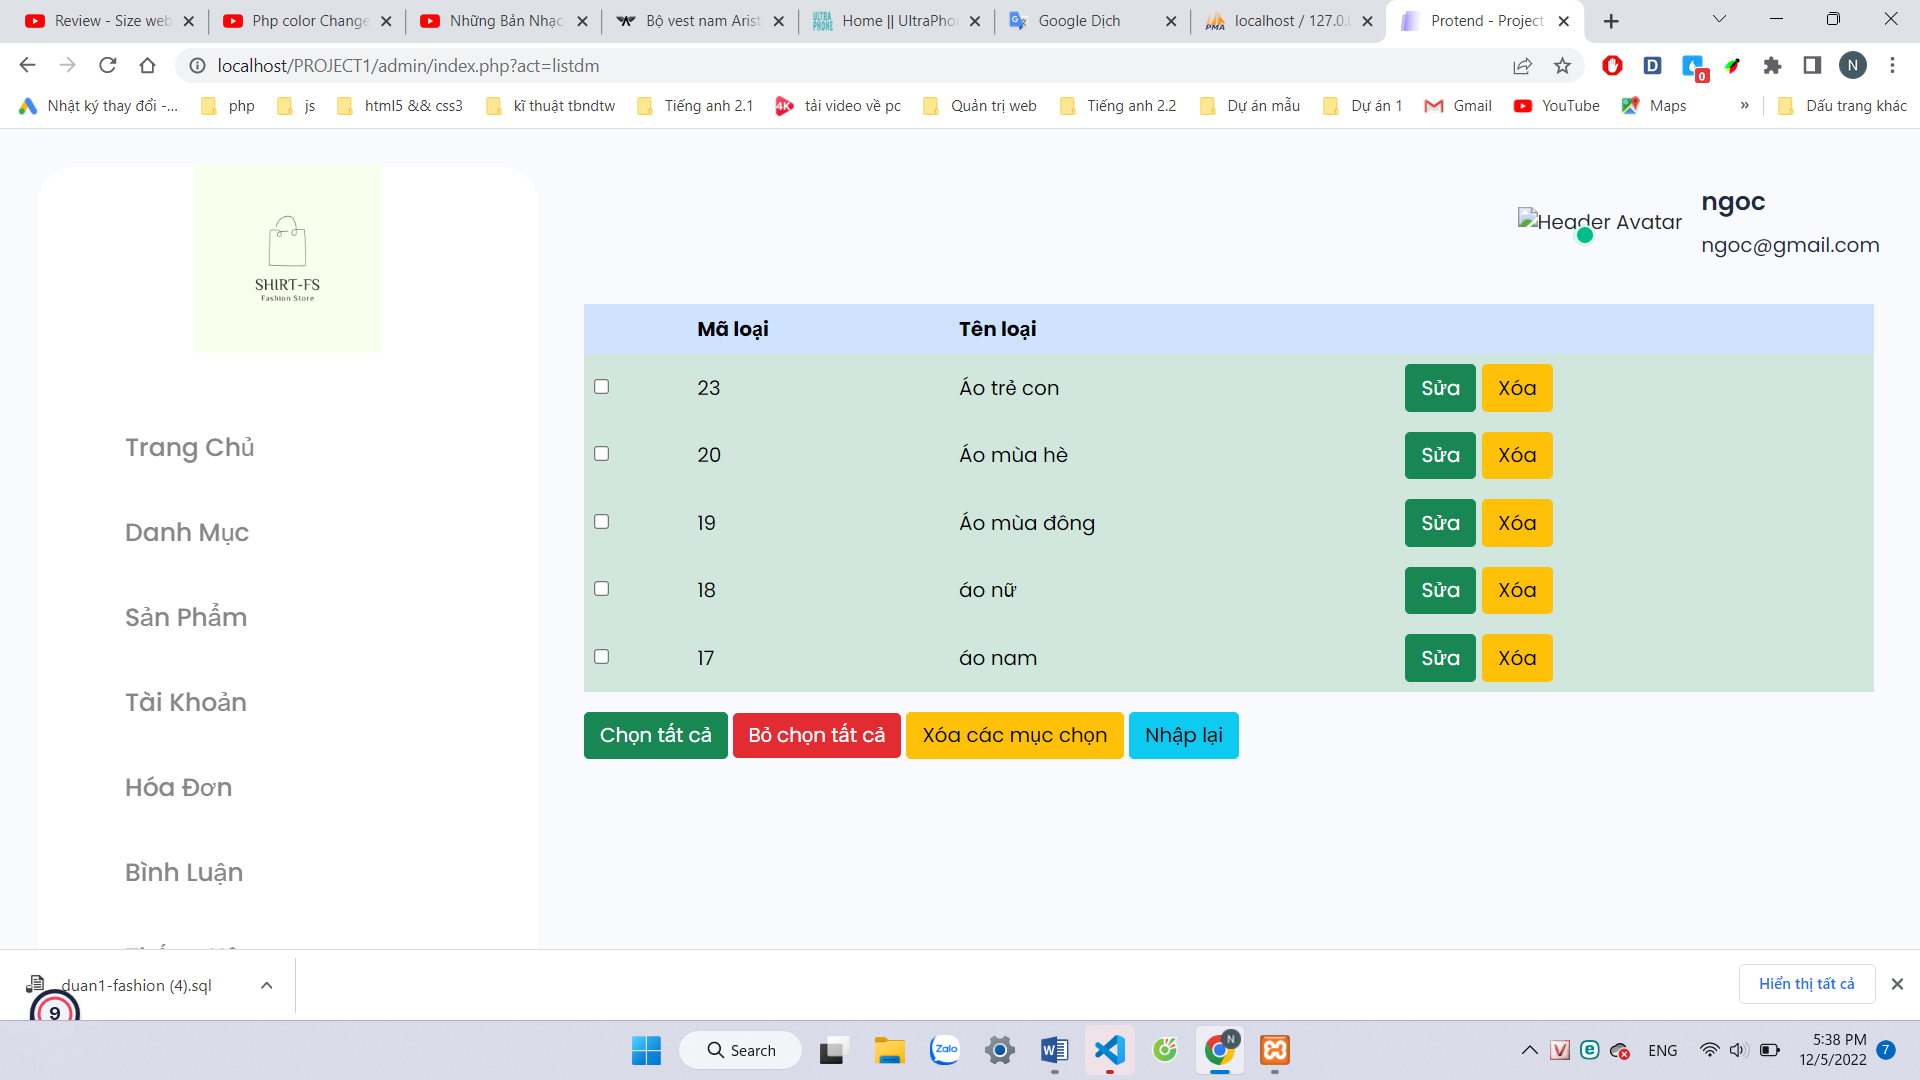 Review - Size web
Php color Change
Những Bản Nhạc
Bộ vest nam Arist
Home || UltraPho
Google Dịch
localhost / 127.0.0
Protend - Project
localhost/PROJECT1/admin/index.php?act=listdm
N
0
Nhật ký thay đổi -...
php
js
html5 && css3
kĩ thuật tbndtw
Tiếng anh 2.1
tải video về pc
Quản trị web
Tiếng anh 2.2
Dự án mẫu
Dự án 1
Gmail
YouTube
Maps
»
Dấu trang khác
SHIRT-FS
Fashion Store
Header Avatar
ngoc
ngoc@gmail.com
Trang Chủ
Danh Mục
Sản Phẩm
Tài Khoản
Hóa Đơn
Bình Luận
Mã loại Tên loại
23 Áo trẻ con Sửa Xóa
20 Áo mùa hè Sửa Xóa
19 Áo mùa đông Sửa Xóa
18 áo nữ Sửa Xóa
17 áo nam Sửa Xóa
Chọn tất cả Bỏ chọn tất cả Xóa các mục chọn Nhập lại
duan1-fashion (4).sql
9
Hiển thị tất cả
Search
Zalo
N
ENG
5:38 PM
12/5/2022
7